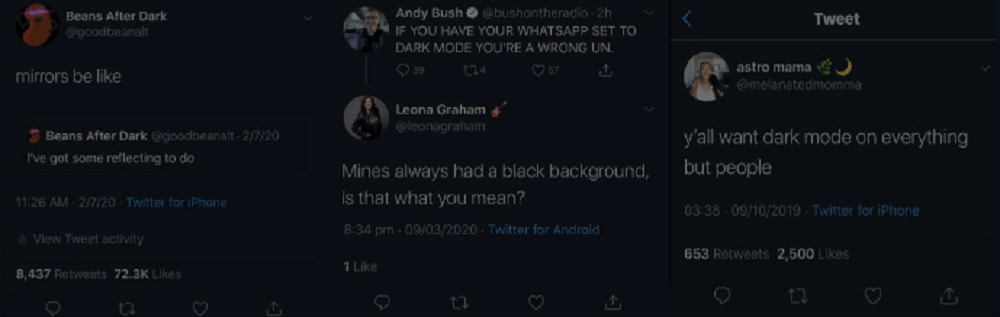 Beans After Dark
@goodbeanalt
mirrors be like
Beans After Dark @goodbeanalt · 2/7/20
I've got some reflecting to do
11:26 AM · 2/7/20 · Twitter for iPhone
View Tweet activity
8,437 Retweets 72.3K Likes
Andy Bush @bushontheradio · 2h
IF YOU HAVE YOUR WHATSAPP SET TO
DARK MODE YOU'RE A WRONG UN.
39 4 57
Leona Graham
@leonagraham
Mines always had a black background,
is that what you mean?
8:34 pm · 09/03/2020 · Twitter for Android
1 Like
Tweet
astro mama
@melanatedmomma
y'all want dark mode on everything
but people
03:38 · 09/10/2019 · Twitter for iPhone
653 Retweets 2,500 Likes